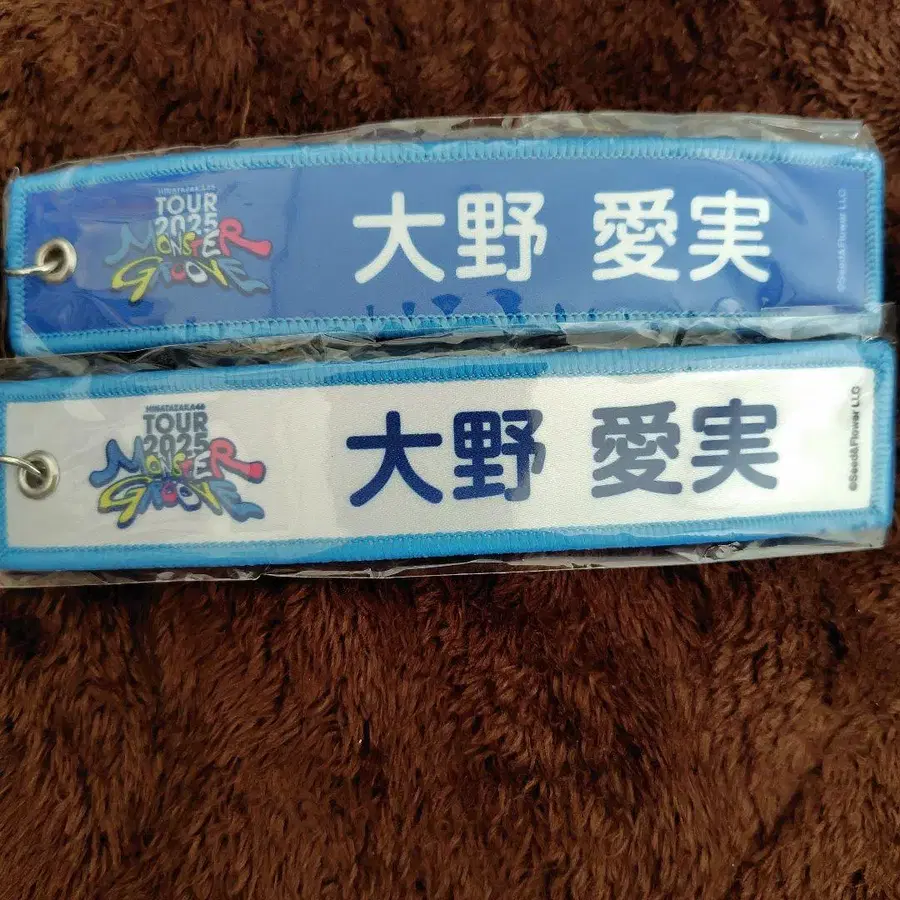 HINATAZAKA46
TOUR
2025
MONSTER
GROOVE
大野 愛実
©Seed&Flower LLC
HINATAZAKA46
TOUR
2025
MONSTER
GROOVE
大野 愛実
©Seed&Flower LLC